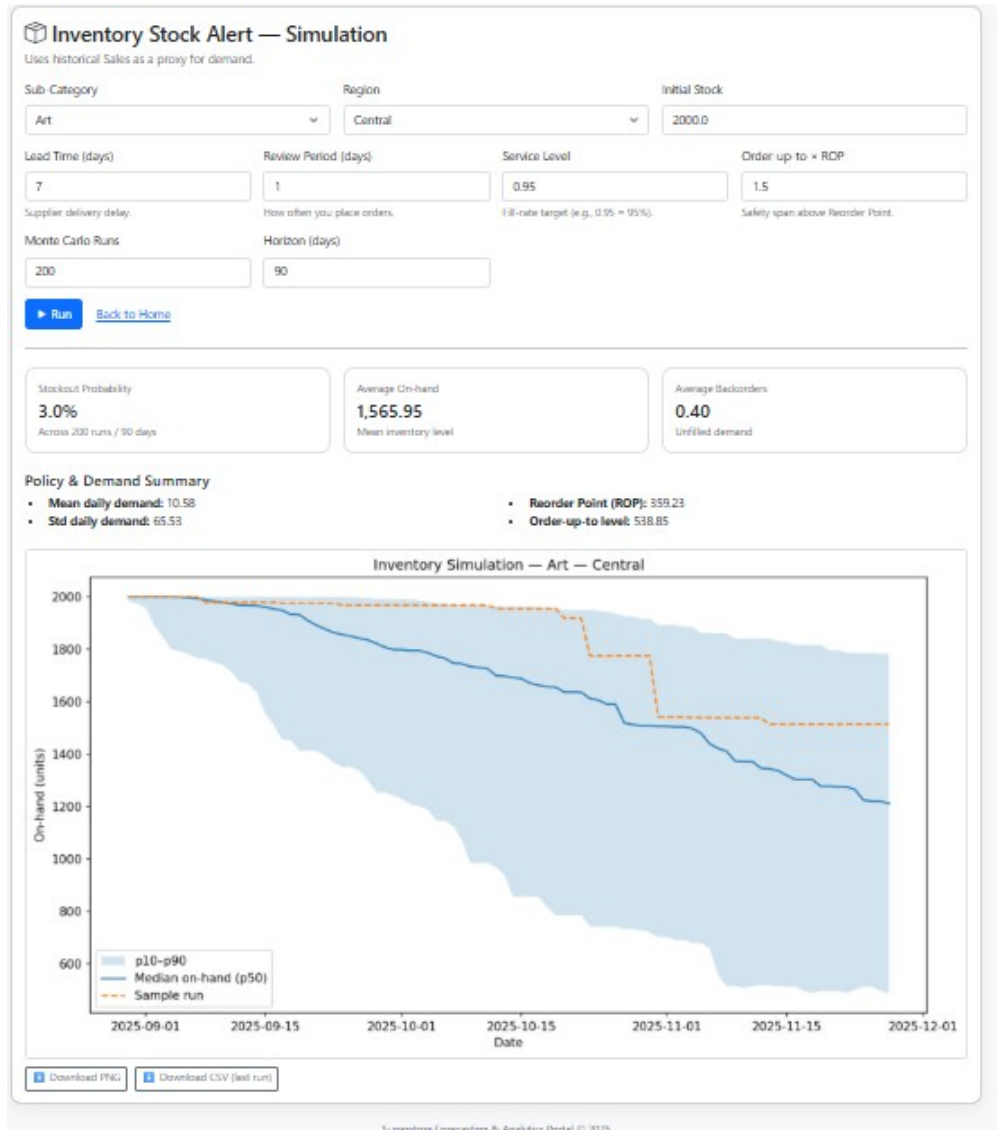 Inventory Stock Alert — Simulation
Uses historical Sales as a proxy for demand.
Sub-Category Region Initial Stock
Art Central 2000.0
Lead Time (days) Review Period (days) Service Level Order up-to × ROP
7 1 0.95 1.5
Supplier delivery delay. How often you place orders. Fill-rate target (e.g., 0.95 = 95%). Safety span above Reorder Point.
Monte Carlo Runs Horizon (days)
200 90
Run Back to Home
Stockout Probability Average On-hand Average Backorders
3.0% 1,565.95 0.40
Across 200 runs / 90 days Mean inventory level Unfilled demand
Policy & Demand Summary
• Mean daily demand: 10.58 • Reorder Point (ROP): 359.23
• Std daily demand: 65.53 • Order-up-to level: 538.85
Inventory Simulation — Art — Central
2000
1800
1600
1400
1200
1000
800
600
On-hand (units)
p10–p90
Median on-hand (p50)
Sample run
2025-09-01 2025-09-15 2025-10-01 2025-10-15 2025-11-01 2025-11-15 2025-12-01
Date
Download PNG Download CSV (last run)
Superstore Forecasting & Analytics Portal © 2025